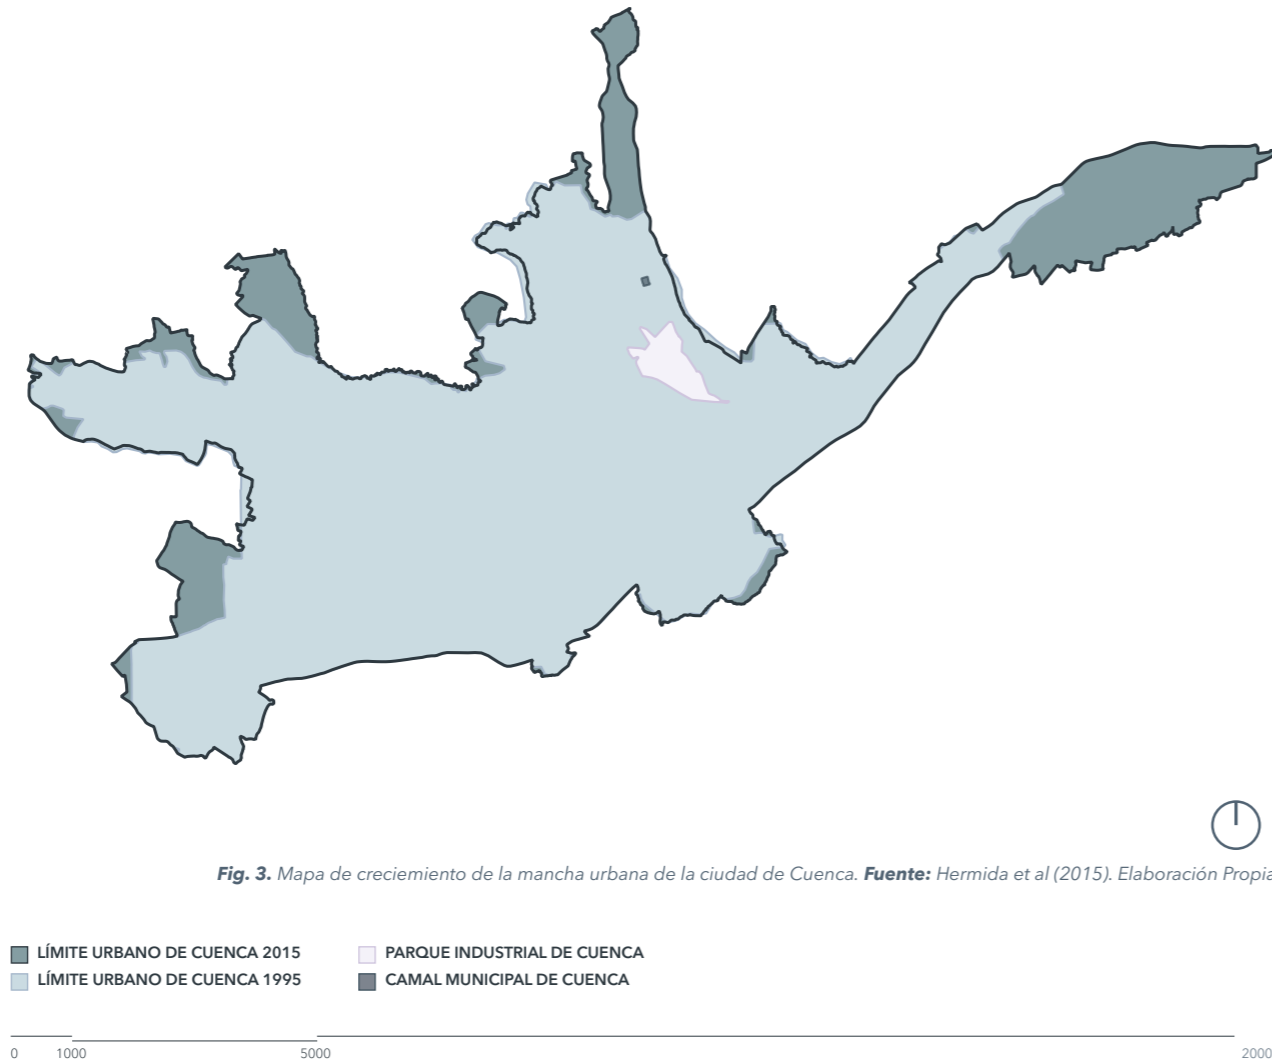 Fig. 3. Mapa de creciemiento de la mancha urbana de la ciudad de Cuenca. Fuente: Hermida et al (2015). Elaboración Propia
LÍMITE URBANO DE CUENCA 2015
PARQUE INDUSTRIAL DE CUENCA
LÍMITE URBANO DE CUENCA 1995
CAMAL MUNICIPAL DE CUENCA
0 1000 5000 2000